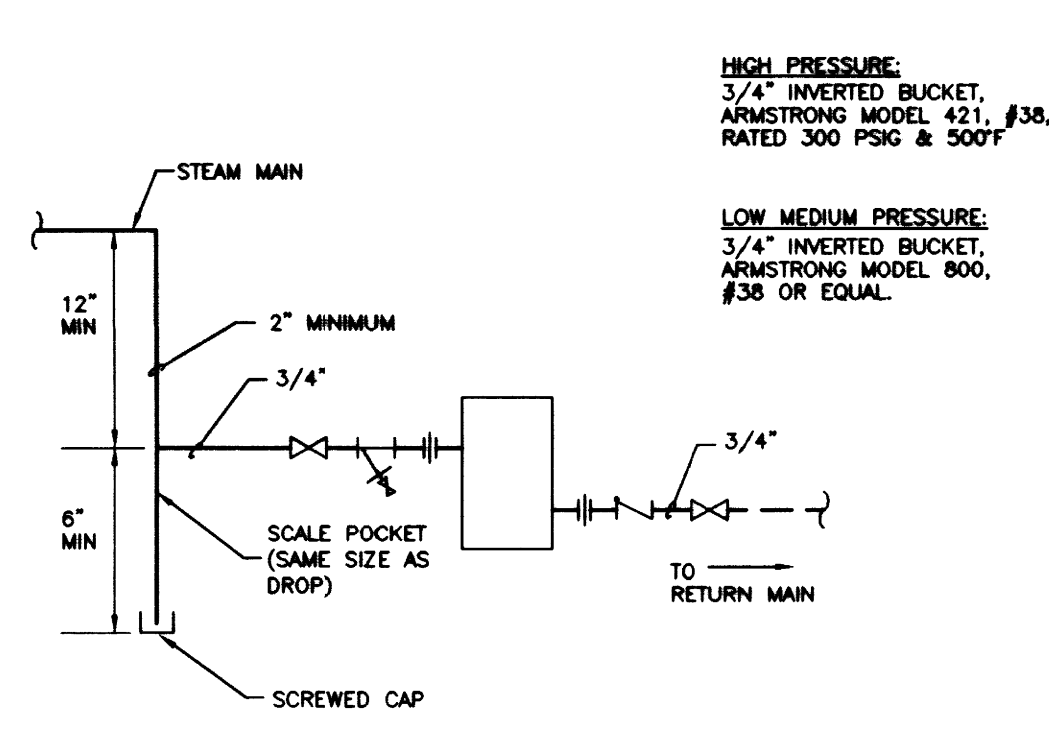 HIGH PRESSURE:
3/4" INVERTED BUCKET,
ARMSTRONG MODEL 421, #38,
RATED 300 PSIG & 500°F
STEAM MAIN
LOW MEDIUM PRESSURE:
3/4" INVERTED BUCKET,
ARMSTRONG MODEL 800,
#38 OR EQUAL.
12"
MIN
2" MINIMUM
3/4"
3/4"
6"
MIN
SCALE POCKET
(SAME SIZE AS
DROP)
TO
RETURN MAIN
SCREWED CAP